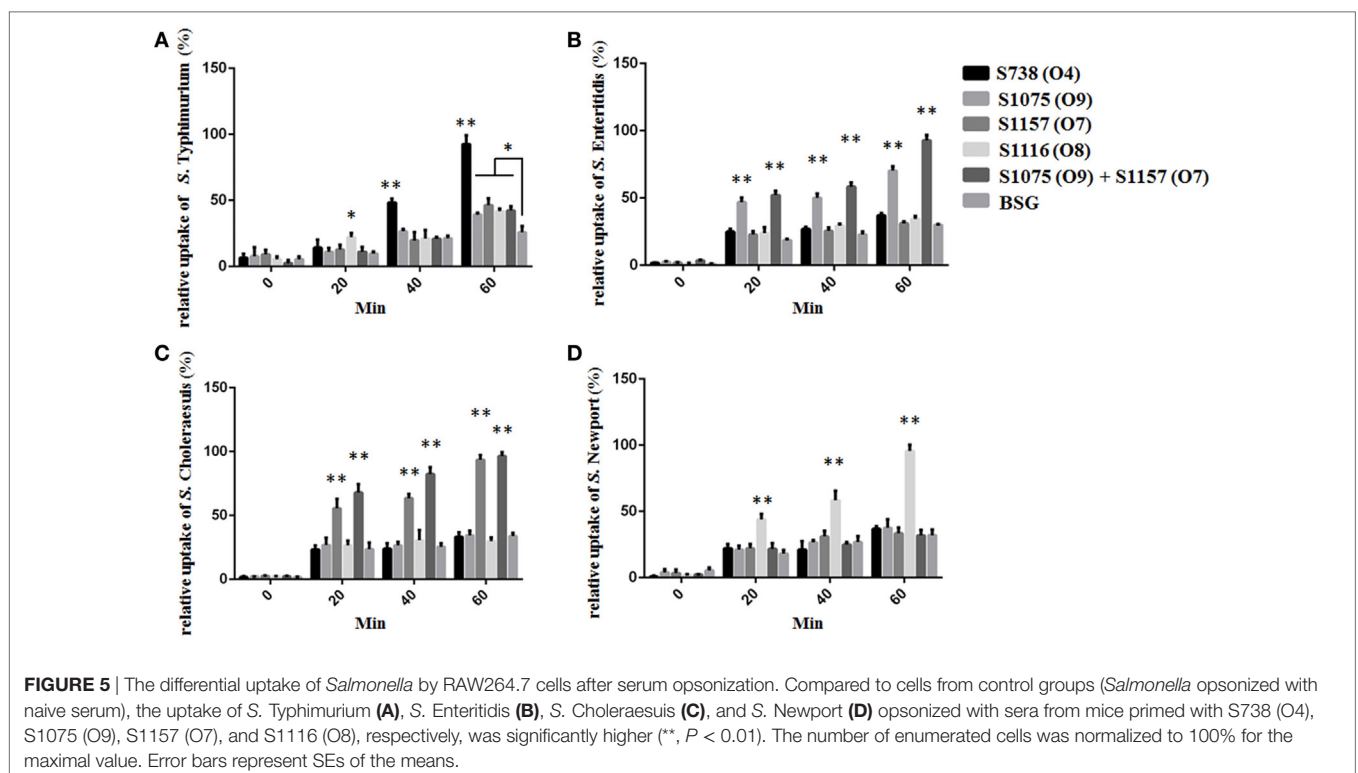 A
relative uptake of S. Typhimurium (%)
150
100
50
0
**
*
**
*
0 20 40 60
Min
B
relative uptake of S. Enteritidis (%)
150
100
50
0
**
**
**
**
**
**
0 20 40 60
Min
S738 (O4)
S1075 (O9)
S1157 (O7)
S1116 (O8)
S1075 (O9) + S1157 (O7)
BSG
C
relative uptake of S. Choleraesuis (%)
150
100
50
0
**
**
**
**
**
**
0 20 40 60
Min
D
relative uptake of S. Newport (%)
150
100
50
0
**
**
**
0 20 40 60
Min
FIGURE 5 | The differential uptake of Salmonella by RAW264.7 cells after serum opsonization. Compared to cells from control groups (Salmonella opsonized with
naive serum), the uptake of S. Typhimurium (A), S. Enteritidis (B), S. Choleraesuis (C), and S. Newport (D) opsonized with sera from mice primed with S738 (O4),
S1075 (O9), S1157 (O7), and S1116 (O8), respectively, was significantly higher (**, P < 0.01). The number of enumerated cells was normalized to 100% for the
maximal value. Error bars represent SEs of the means.